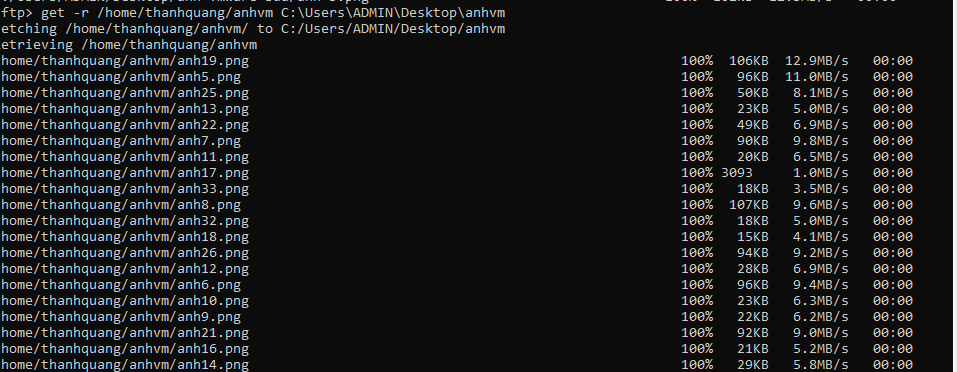 ftp> get -r /home/thanhquang/anhvm C:\Users\ADMIN\Desktop\anhvm
etching /home/thanhquang/anhvm/ to C:/Users/ADMIN/Desktop/anhvm
etrieving /home/thanhquang/anhvm
home/thanhquang/anhvm/anh19.png 100% 106KB 12.9MB/s 00:00
home/thanhquang/anhvm/anh5.png 100% 96KB 11.0MB/s 00:00
home/thanhquang/anhvm/anh25.png 100% 50KB 8.1MB/s 00:00
home/thanhquang/anhvm/anh13.png 100% 23KB 5.0MB/s 00:00
home/thanhquang/anhvm/anh22.png 100% 49KB 6.9MB/s 00:00
home/thanhquang/anhvm/anh7.png 100% 90KB 9.8MB/s 00:00
home/thanhquang/anhvm/anh11.png 100% 20KB 6.5MB/s 00:00
home/thanhquang/anhvm/anh17.png 100% 3093 1.0MB/s 00:00
home/thanhquang/anhvm/anh33.png 100% 18KB 3.5MB/s 00:00
home/thanhquang/anhvm/anh8.png 100% 107KB 9.6MB/s 00:00
home/thanhquang/anhvm/anh32.png 100% 18KB 5.0MB/s 00:00
home/thanhquang/anhvm/anh18.png 100% 15KB 4.1MB/s 00:00
home/thanhquang/anhvm/anh26.png 100% 94KB 9.2MB/s 00:00
home/thanhquang/anhvm/anh12.png 100% 28KB 6.9MB/s 00:00
home/thanhquang/anhvm/anh6.png 100% 96KB 9.4MB/s 00:00
home/thanhquang/anhvm/anh10.png 100% 23KB 6.3MB/s 00:00
home/thanhquang/anhvm/anh9.png 100% 22KB 6.2MB/s 00:00
home/thanhquang/anhvm/anh21.png 100% 92KB 9.0MB/s 00:00
home/thanhquang/anhvm/anh16.png 100% 21KB 5.2MB/s 00:00
home/thanhquang/anhvm/anh14.png 100% 29KB 5.8MB/s 00:00